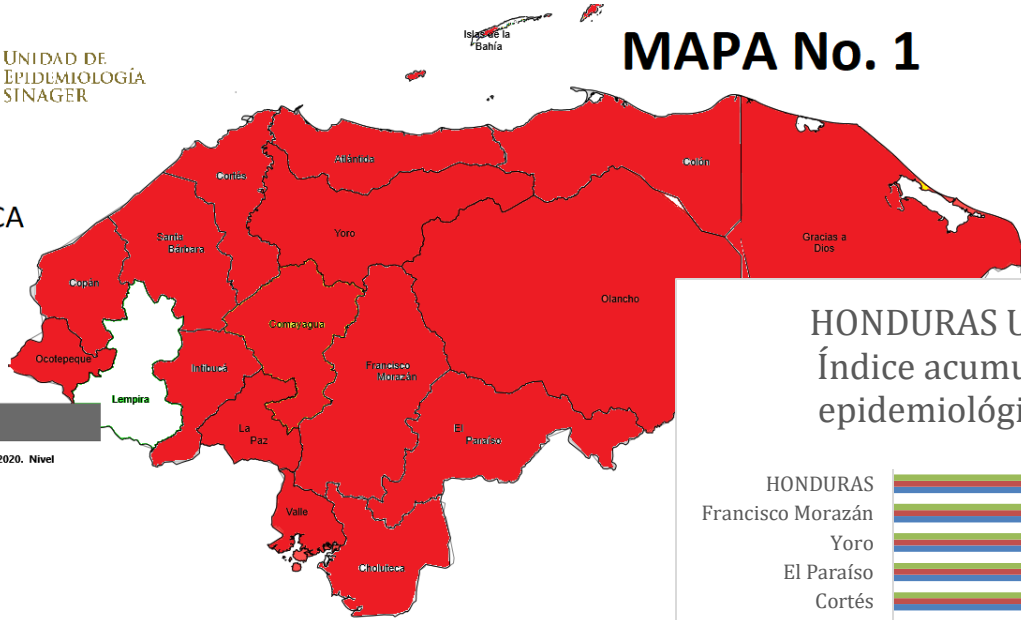 Islas de la
Bahía
MAPA No. 1
UNIDAD DE
EPIDEMIOLOGÍA
SINAGER
CA
Atlántida
Cortés
Colón
Yoro
Santa
Bárbara
Gracias a
Dios
Copán
Olancho
Comayagua
Ocotepeque
Intibucá
Francisco
Morazán
Lempira
La
Paz
El
Paraíso
2020. Nivel
Valle
Choluteca
HONDURAS U
Índice acumu
epidemiológi
HONDURAS
Francisco Morazán
Yoro
El Paraíso
Cortés